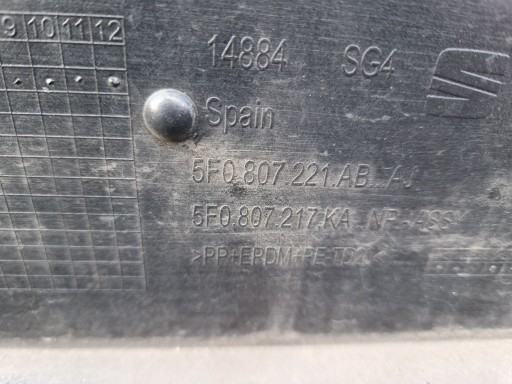 9 10 11 12
14884 SG4
Spain
5F0.807.221.AB AJ
5F0.807.217.KA
>PP+EPDM+PE-TD